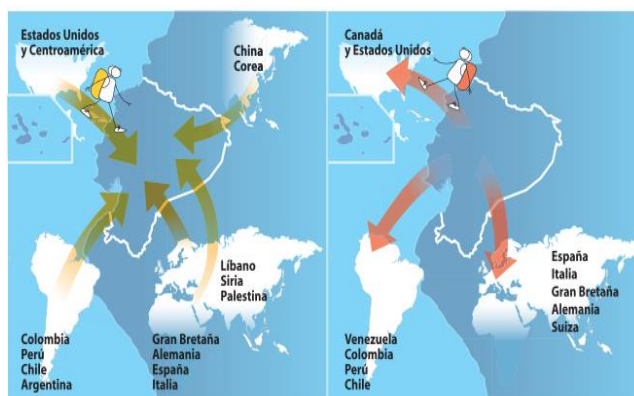 Estados Unidos
y Centroamérica
China
Corea
Líbano
Siria
Palestina
Colombia
Perú
Chile
Argentina
Gran Bretaña
Alemania
España
Italia
Canadá
y Estados Unidos
España
Italia
Gran Bretaña
Alemania
Suiza
Venezuela
Colombia
Perú
Chile